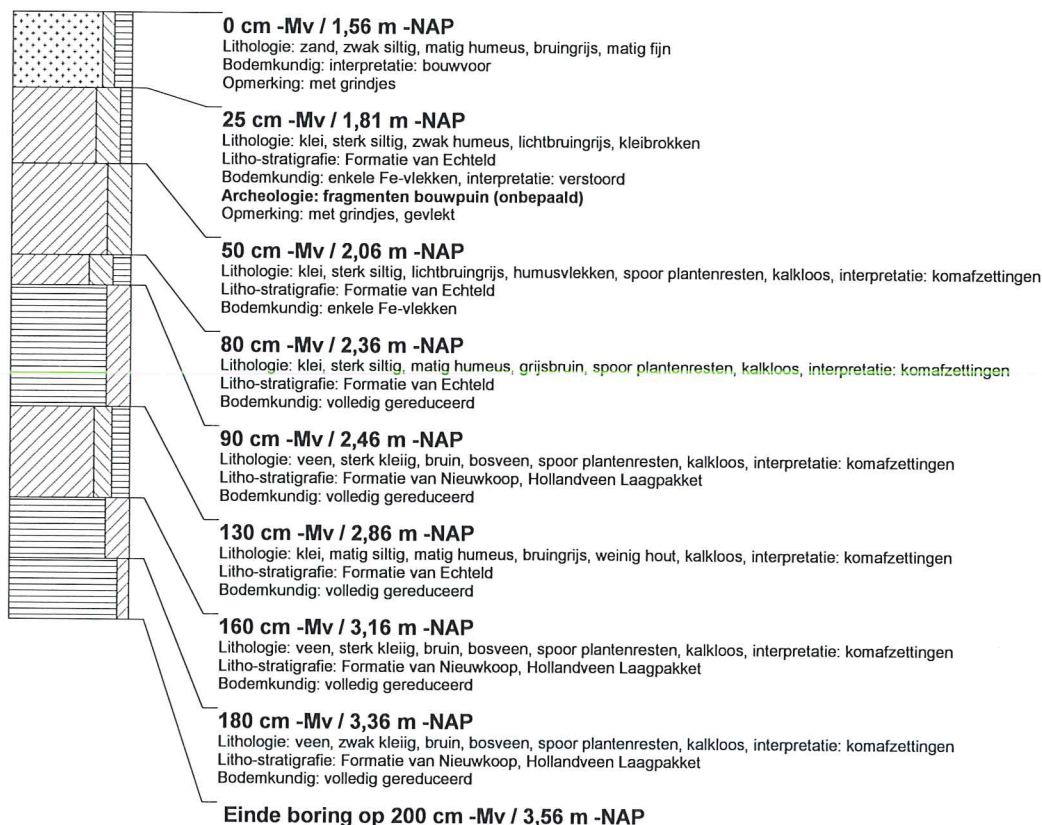 0 cm -Mv / 1,56 m -NAP
Lithologie: zand, zwak siltig, matig humeus, bruingrijs, matig fijn
Bodemkundig: interpretatie: bouwvoor
Opmerking: met grindjes
25 cm -Mv / 1,81 m -NAP
Lithologie: klei, sterk siltig, zwak humeus, lichtbruingrijs, kleibrokken
Litho-stratigrafie: Formatie van Echteld
Bodemkundig: enkele Fe-vlekken, interpretatie: verstoord
Archeologie: fragmenten bouwpuin (onbepaald)
Opmerking: met grindjes, gevlekt
50 cm -Mv / 2,06 m -NAP
Lithologie: klei, sterk siltig, lichtbruingrijs, humusvlekken, spoor plantenresten, kalkloos, interpretatie: komafzettingen
Litho-stratigrafie: Formatie van Echteld
Bodemkundig: enkele Fe-vlekken
80 cm -Mv / 2,36 m -NAP
Lithologie: klei, sterk siltig, matig humeus, grijsbruin, spoor plantenresten, kalkloos, interpretatie: komafzettingen
Litho-stratigrafie: Formatie van Echteld
Bodemkundig: volledig gereduceerd
90 cm -Mv / 2,46 m -NAP
Lithologie: veen, sterk kleiig, bruin, bosveen, spoor plantenresten, kalkloos, interpretatie: komafzettingen
Litho-stratigrafie: Formatie van Nieuwkoop, Hollandveen Laagpakket
Bodemkundig: volledig gereduceerd
130 cm -Mv / 2,86 m -NAP
Lithologie: klei, matig siltig, matig humeus, bruingrijs, weinig hout, kalkloos, interpretatie: komafzettingen
Litho-stratigrafie: Formatie van Echteld
Bodemkundig: volledig gereduceerd
160 cm -Mv / 3,16 m -NAP
Lithologie: veen, sterk kleiig, bruin, bosveen, spoor plantenresten, kalkloos, interpretatie: komafzettingen
Litho-stratigrafie: Formatie van Nieuwkoop, Hollandveen Laagpakket
Bodemkundig: volledig gereduceerd
180 cm -Mv / 3,36 m -NAP
Lithologie: veen, zwak kleiig, bruin, bosveen, spoor plantenresten, kalkloos, interpretatie: komafzettingen
Litho-stratigrafie: Formatie van Nieuwkoop, Hollandveen Laagpakket
Bodemkundig: volledig gereduceerd
Einde boring op 200 cm -Mv / 3,56 m -NAP